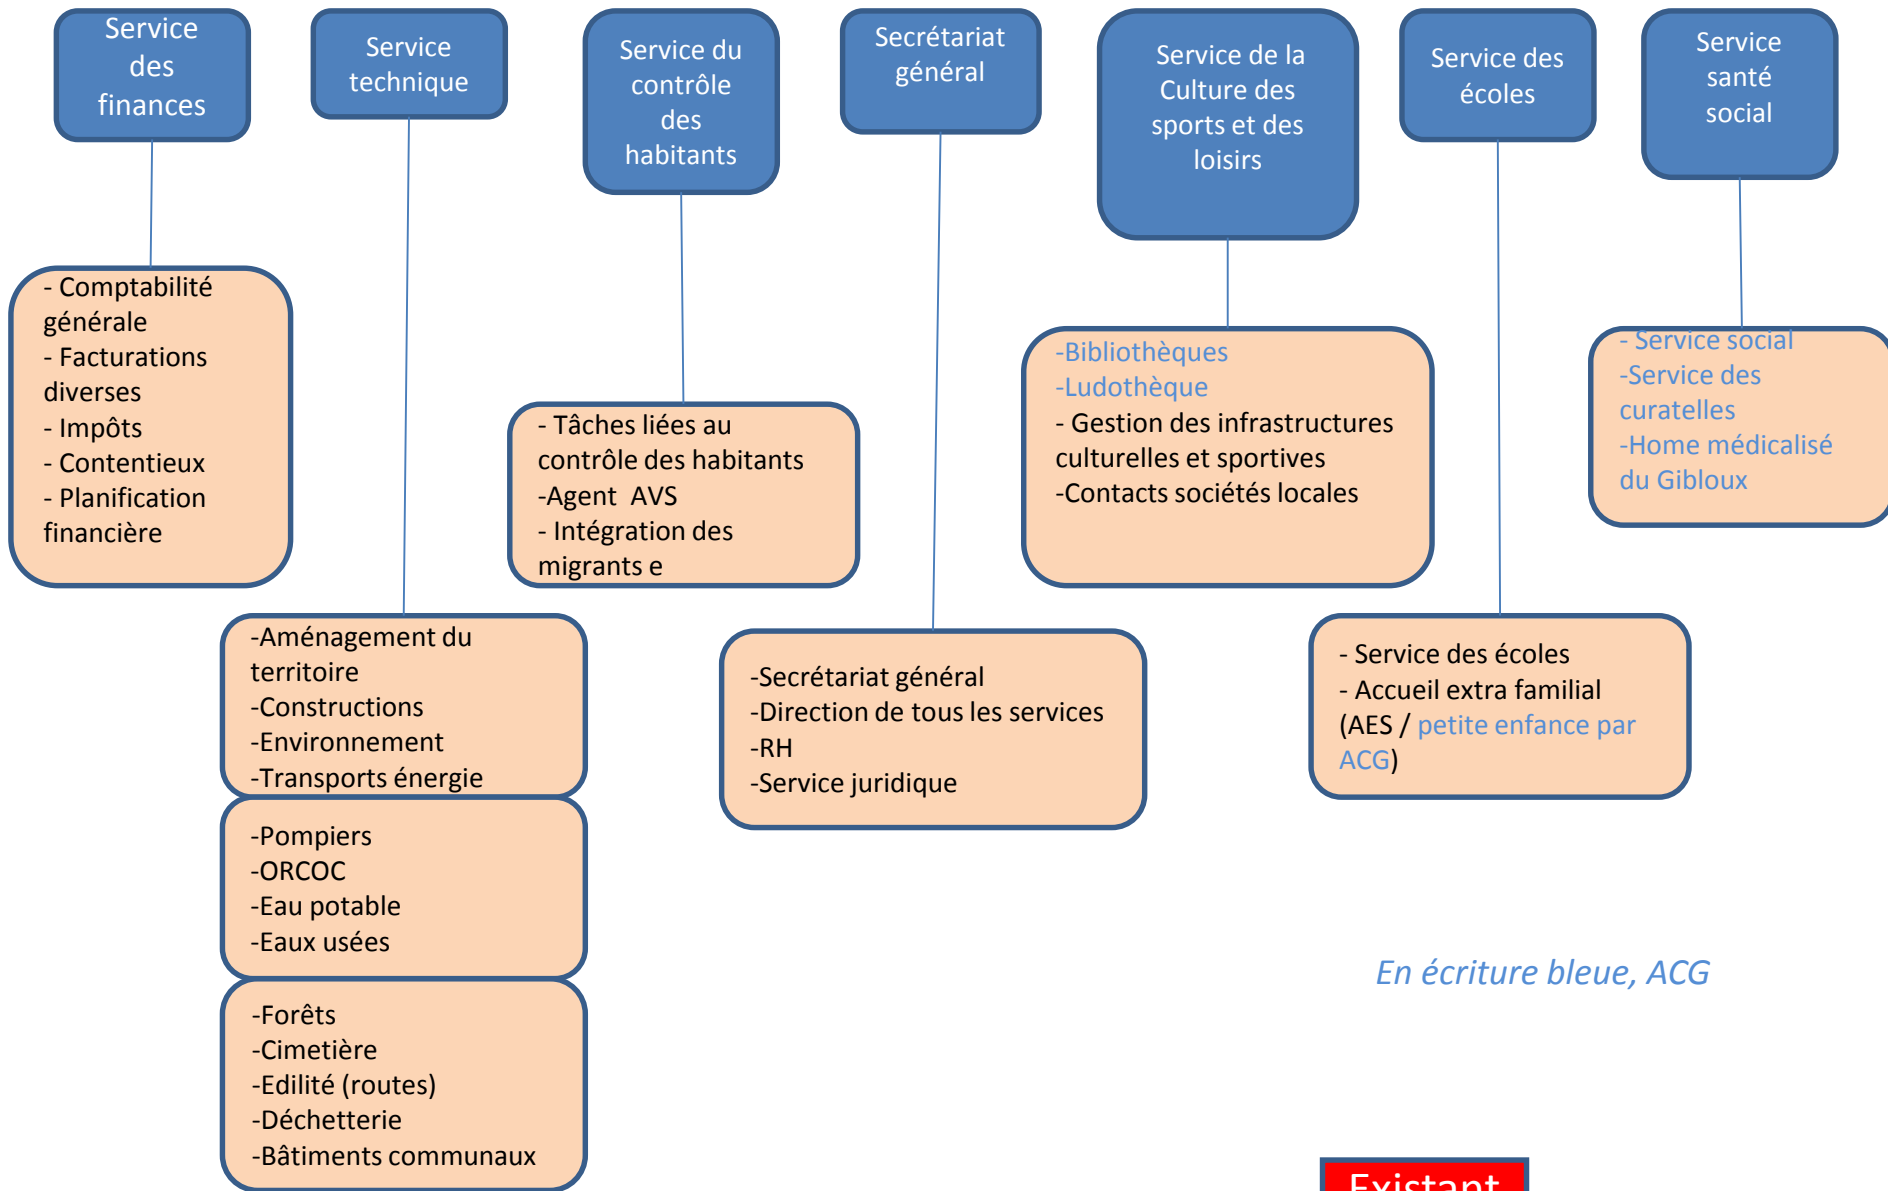 Service
des
finances
Service
technique
Service du
contrôle
des
habitants
Secrétariat
général
Service de la
Culture des
sports et des
loisirs
Service des
écoles
Service
santé
social
- Comptabilité
générale
- Facturations
diverses
- Impôts
- Contentieux
- Planification
financière
- Tâches liées au
contrôle des habitants
-Agent  AVS
- Intégration des
migrants e
-Bibliothèques
-Ludothèque
- Gestion des infrastructures
culturelles et sportives
-Contacts sociétés locales
- Service social
-Service des
curatelles
-Home médicalisé
du Gibloux
-Aménagement du
territoire
-Constructions
-Environnement
-Transports énergie
-Pompiers
-ORCOC
-Eau potable
-Eaux usées
-Forêts
-Cimetière
-Edilité (routes)
-Déchetterie
-Bâtiments communaux
-Secrétariat général
-Direction de tous les services
-RH
-Service juridique
- Service des écoles
- Accueil extra familial
(AES / petite enfance par
ACG)
En écriture bleue, ACG
Existant